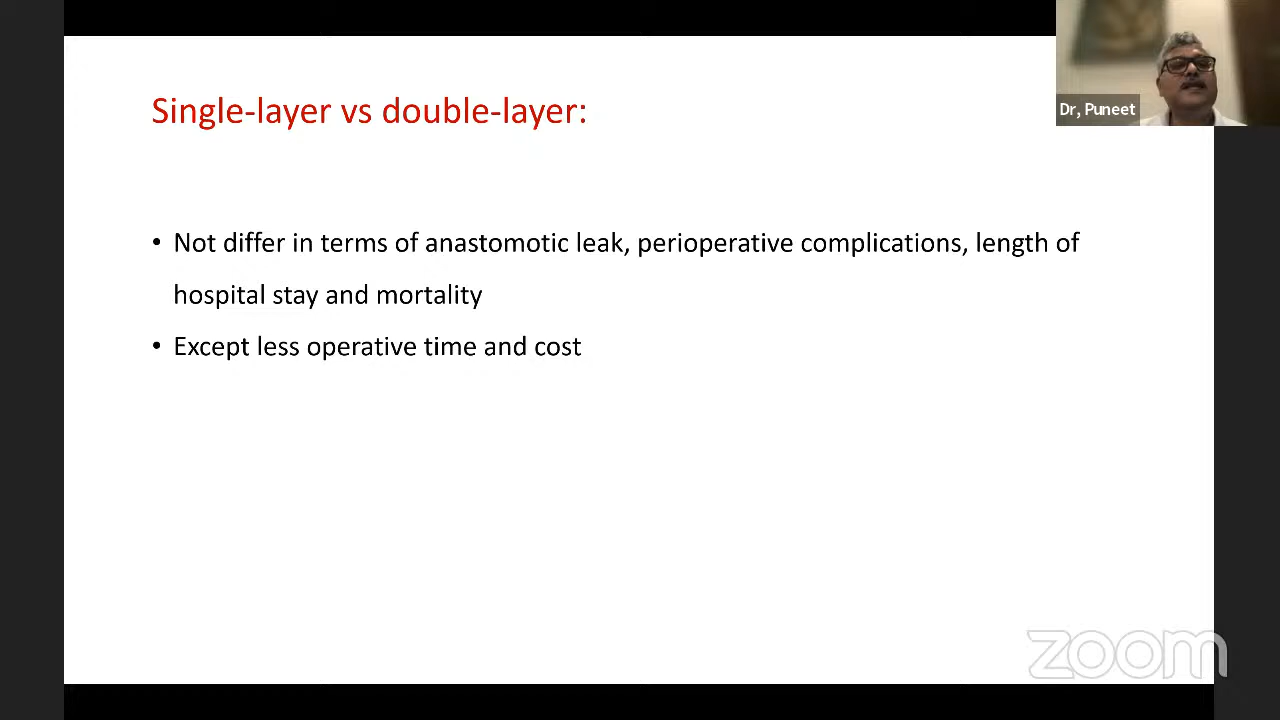 Single-layer vs double-layer:
Dr, Puneet
• Not differ in terms of anastomotic leak, perioperative complications, length of
hospital stay and mortality
• Except less operative time and cost
zoom